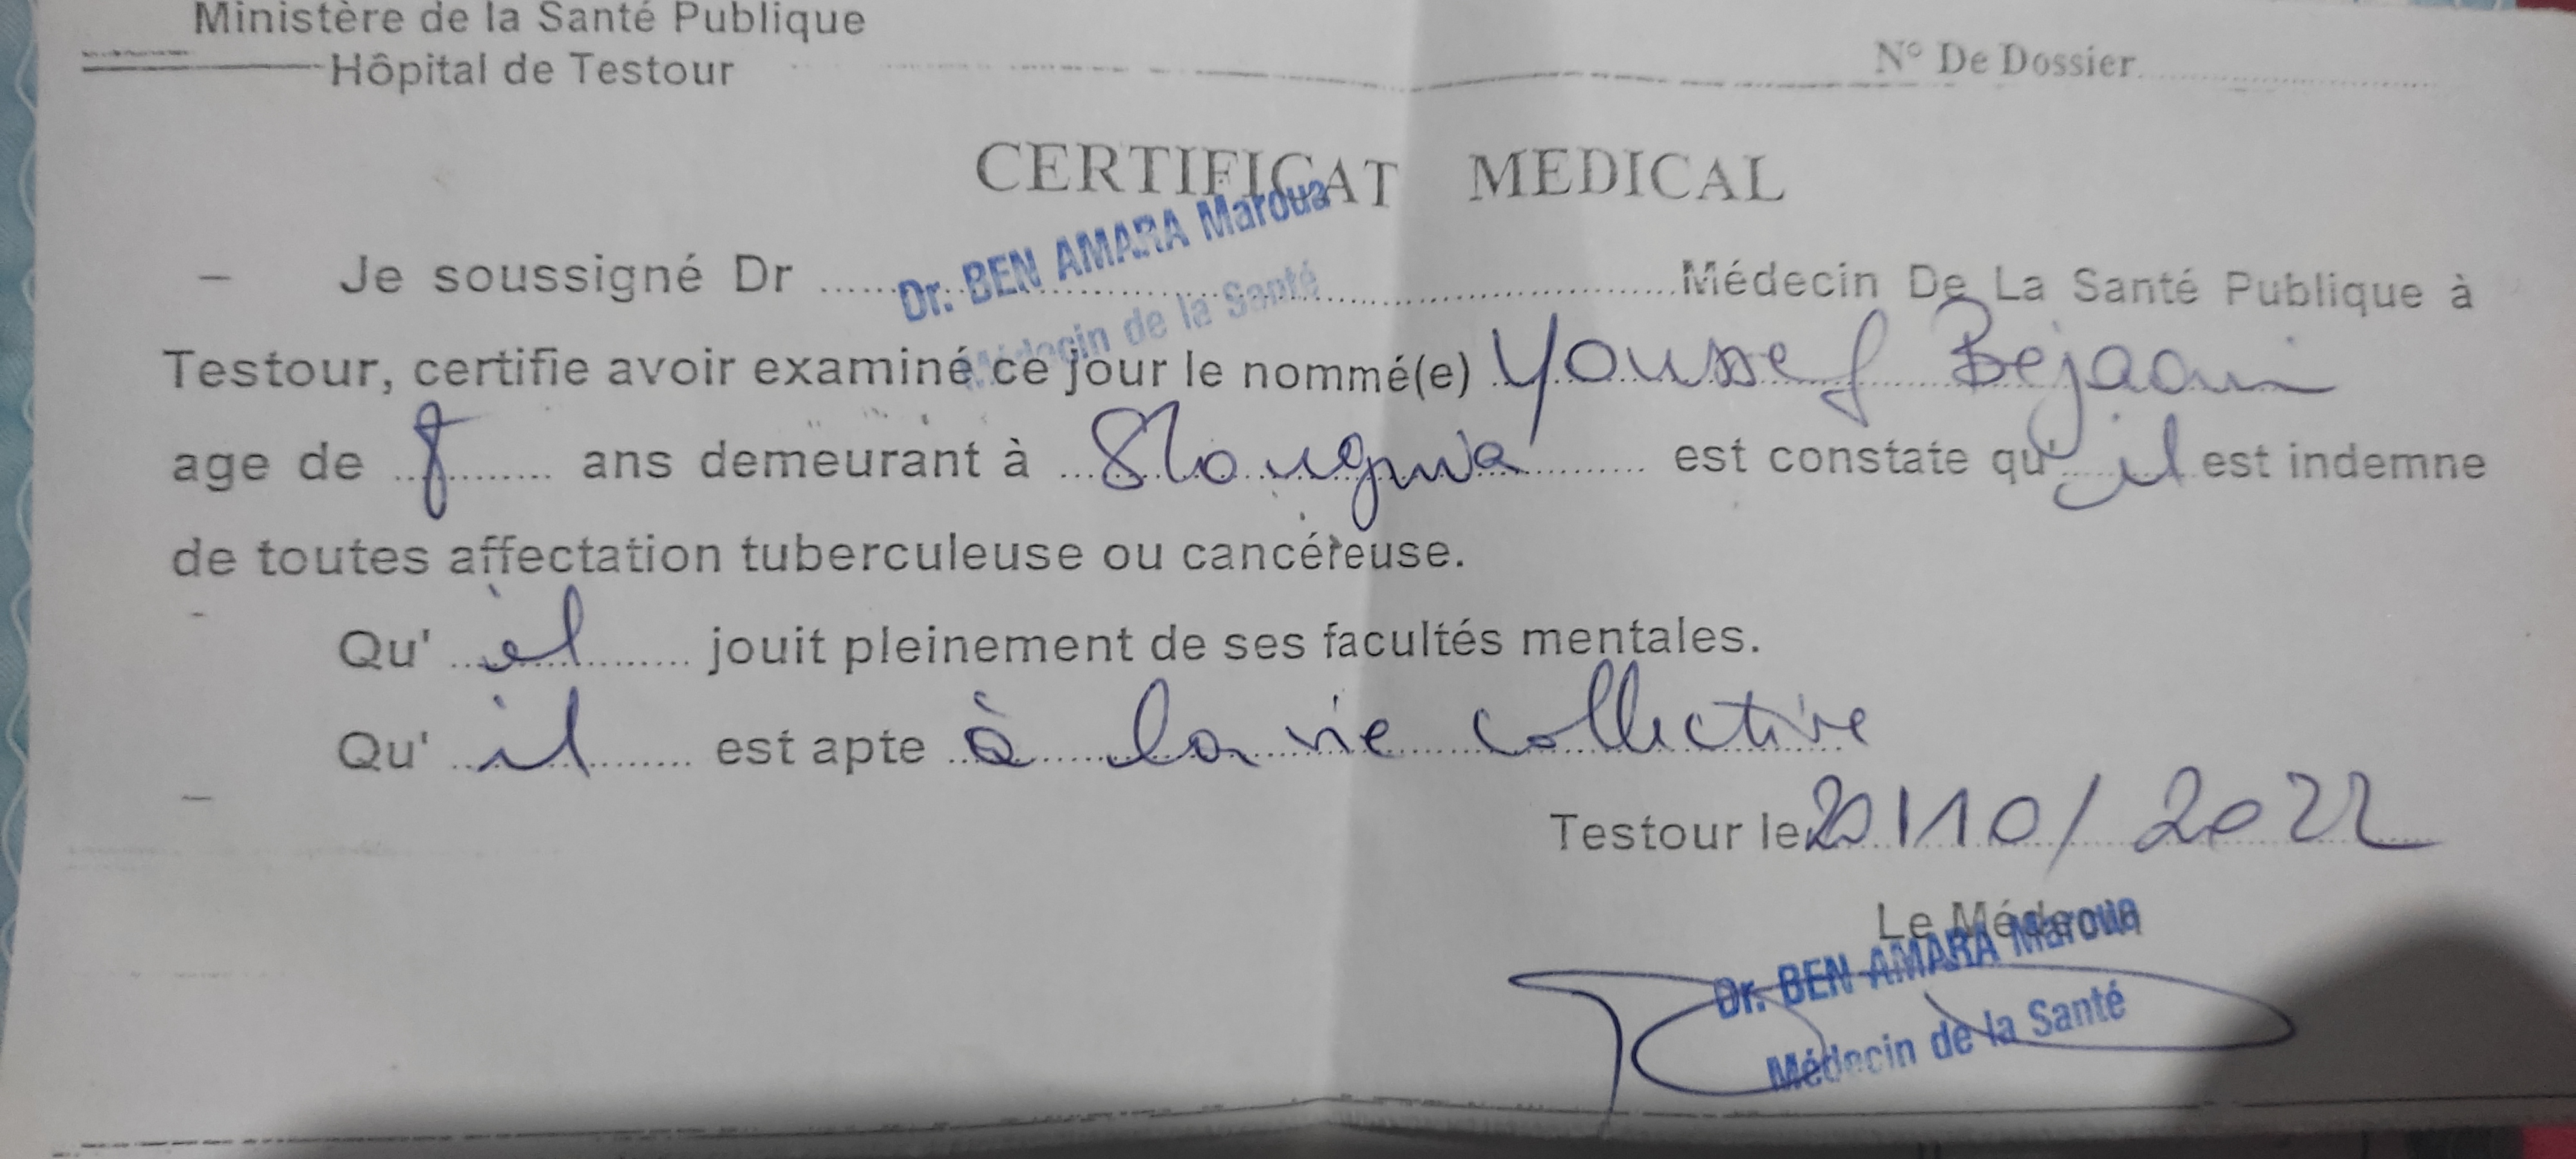 Ministère de la Santé Publique
Hôpital de Testour
N° De Dossier
CERTIFICAT MEDICAL
Dr. BEN AMARA Maroua
Médecin de la Santé
– Je soussigné Dr Médecin De La Santé Publique à
Testour, certifie avoir examiné ce jour le nommé(e) Youssef Bejaoui
age de ans demeurant à Slouguia est constate qu' il est indemne
de toutes affectation tuberculeuse ou cancéreuse.
Qu' il jouit pleinement de ses facultés mentales.
Qu' il est apte à la vie collective
Testour le 20/10/2022
Le Médecin
Dr. BEN AMARA Maroua
Médecin de la Santé